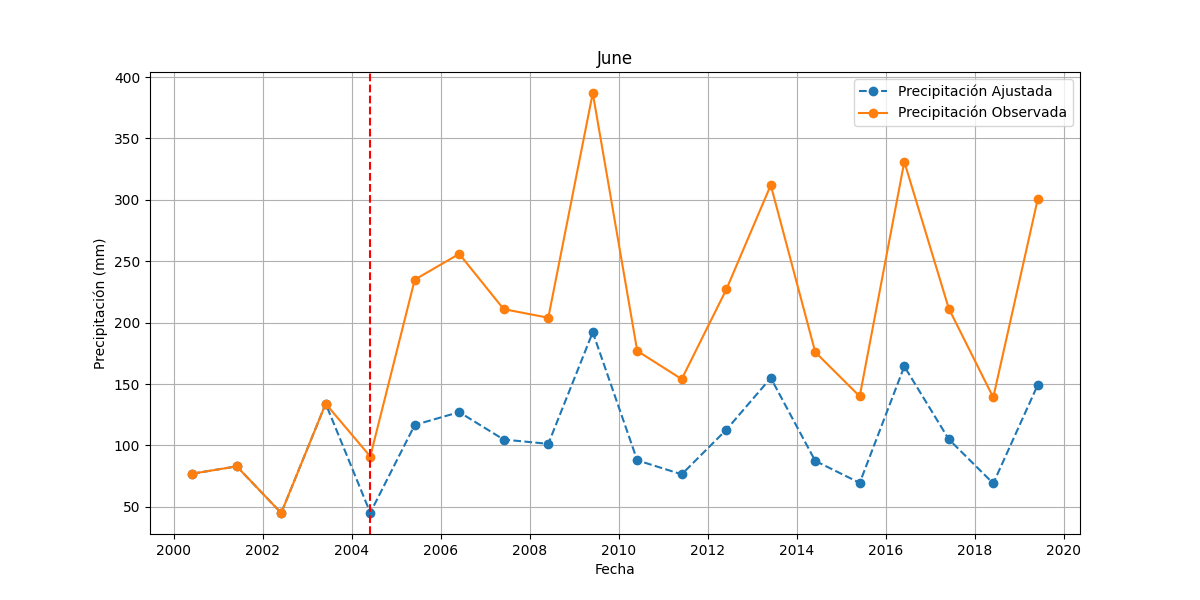 June
Precipitación Ajustada
Precipitación Observada
400
350
300
250
200
150
100
50
Precipitación (mm)
2000 2002 2004 2006 2008 2010 2012 2014 2016 2018 2020
Fecha